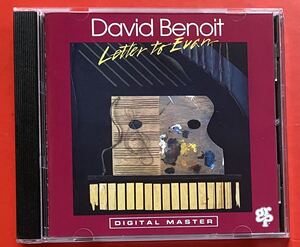 David Benoit
Letter to Evan
DIGITAL MASTER
GRP